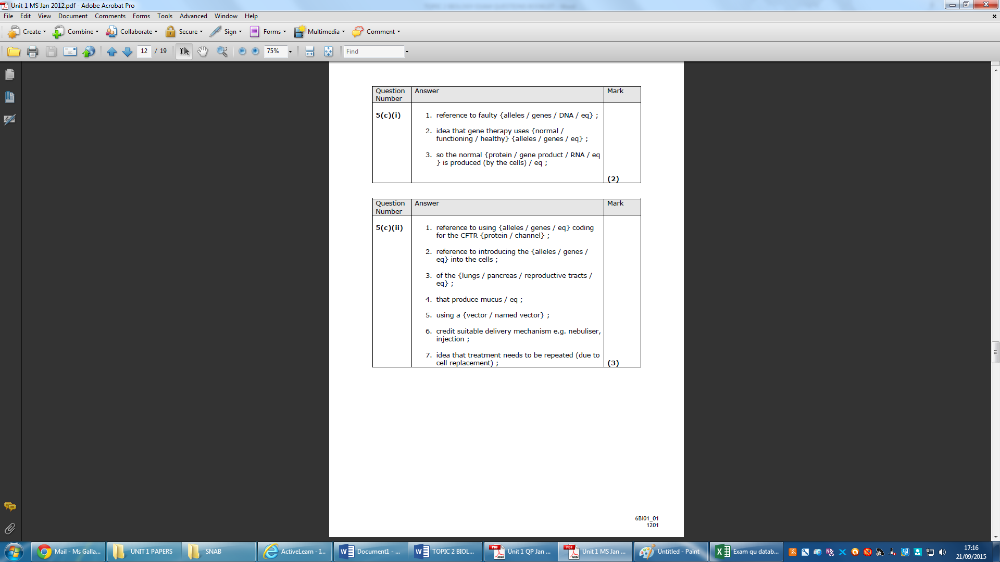 Unit 1 MS Jan 2012.pdf - Adobe Acrobat Pro
File Edit View Document Comments Forms Tools Advanced Window Help
Create Combine Collaborate Secure Sign Forms Multimedia Comment
12 / 19 75% Find
Question Number Answer Mark
5(c)(i)
1. reference to faulty {alleles / genes / DNA / eq} ;
2. idea that gene therapy uses {normal /
functioning / healthy} {alleles / genes / eq} ;
3. so the normal {protein / gene product / RNA / eq
} is produced (by the cells) / eq ;
(2)
Question Number Answer Mark
5(c)(ii)
1. reference to using {alleles / genes / eq} coding
for the CFTR {protein / channel} ;
2. reference to introducing the {alleles / genes /
eq} into the cells ;
3. of the {lungs / pancreas / reproductive tracts /
eq} ;
4. that produce mucus / eq ;
5. using a {vector / named vector} ;
6. credit suitable delivery mechanism e.g. nebuliser,
injection ;
7. idea that treatment needs to be repeated (due to
cell replacement) ;
(3)
6BI01_01
1201
Mail - Ms Galla... UNIT 1 PAPERS SNAB ActiveLearn - I... Document1 - ... TOPIC 2 BIOL... Unit 1 QP Jan ... Unit 1 MS Jan ... Untitled - Paint Exam qu datab...
17:16
21/09/2015